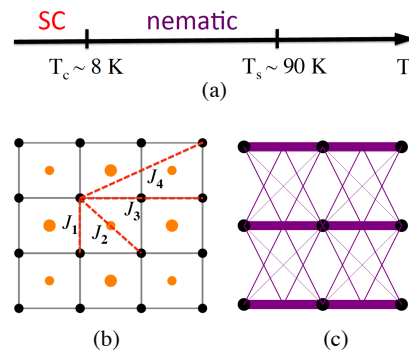 SC nematic
T_c ~ 8 K T_s ~ 90 K T
(a)
J_4
J_1 J_2 J_3
(b) (c)